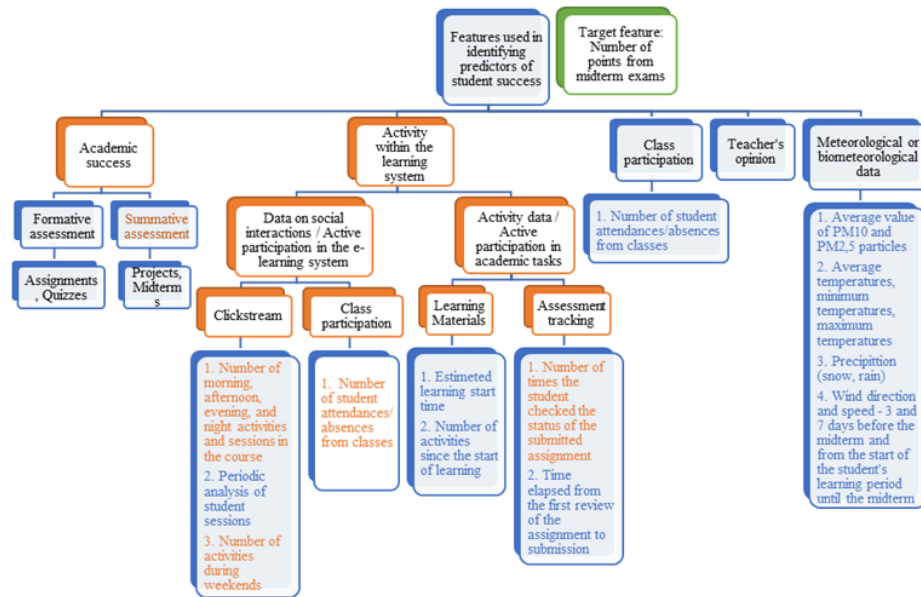 Features used in
identifying
predictors of
student success
Target feature:
Number of
points from
midterm exams
Academic
success
Activity
within the
learning
system
Class
participation
Teacher's
opinion
Meteorological or
biometeorological
data
Formative
assessment
Summative
assessment
Data on social
interactions / Active
participation in the e-
learning system
Activity data /
Active
participation in
academic tasks
1. Number of student
attendances/absences
from classes
1. Average value
of PM10 and
PM2,5 particles
2. Average
temperatures,
minimum
temperatures,
maximum
temperatures
3. Precipittion
(snow, rain)
4. Wind direction
and speed - 3 and
7 days before the
midterm and
from the start of
the student's
learning period
until the midterm
Assignments
, Quizzes
Projects,
Midterm
s
Clickstream
Class
participation
Learning
Materials
Assessment
tracking
1. Number of
morning,
afternoon,
evening, and
night activities
and sessions in
the course
2. Periodic
analysis of
student sessions
3. Number of
activities
during
weekends
1. Number
of student
attendances/
absences
from classes
1. Estimeted
learning start
time
2. Number of
activities
since the
start of
learning
1. Number of
times the
student
checked the
status of the
submitted
assignment
2. Time
elapsed from
the first review
of the
assignment to
submission